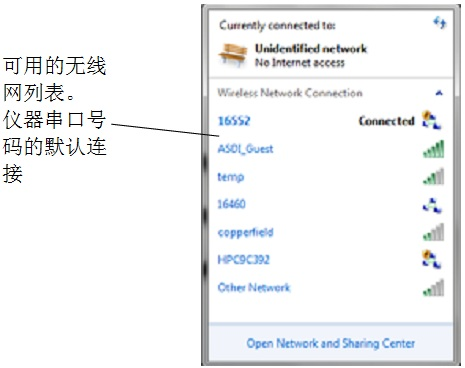 可用的无线
网列表。
仪器串口号
码的默认连
接
Currently connected to:
Unidentified network
No Internet access
Wireless Network Connection
16552 Connected
ASDI_Guest
temp
16460
copperfield
HPC9C392
Other Network
Open Network and Sharing Center